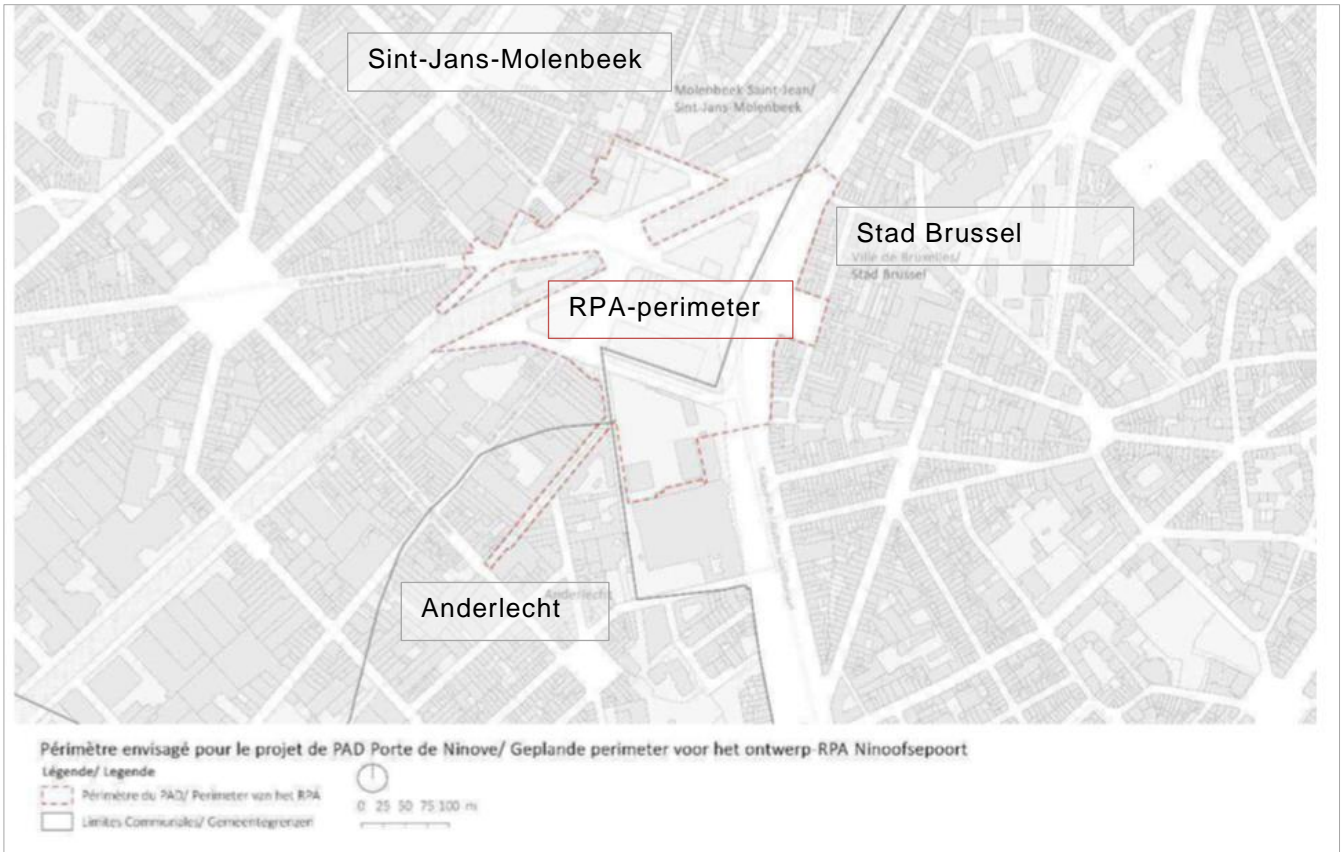 Sint-Jans-Molenbeek
Molenbeek Saint-Jean/
Sint-Jans-Molenbeek
Stad Brussel
Ville de Bruxelles/
Stad Brussel
RPA-perimeter
Anderlecht
Anderlecht
Périmètre envisagé pour le projet de PAD Porte de Ninove/ Geplande perimeter voor het ontwerp-RPA Ninoofsepoort
Légende/ Legende
Périmètre du PAD/ Perimeter van het RPA
Limites Communales/ Gemeentegrenzen
0 25 50 75 100 m